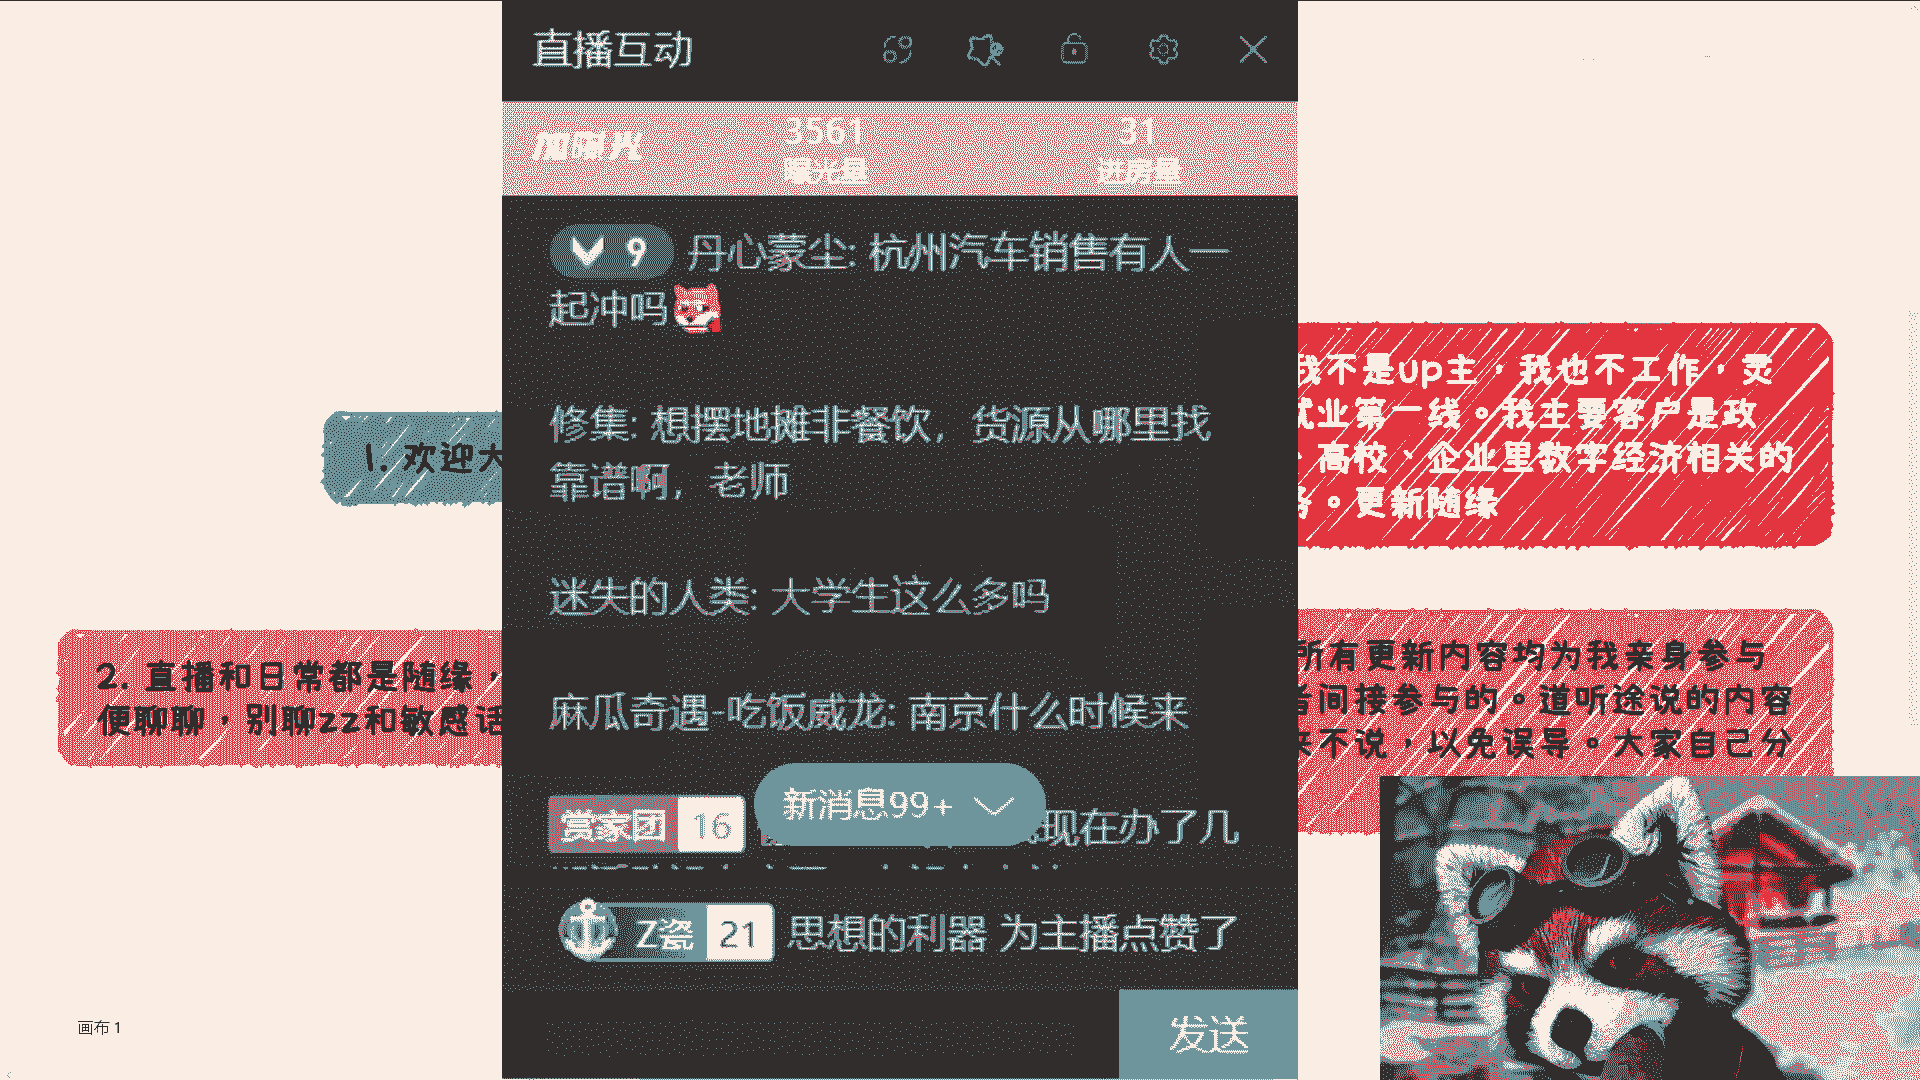 直播互动
加曝光
3561
曝光量
31
进房量
9 丹心蒙尘: 杭州汽车销售有人一
起冲吗
修集: 想摆地摊非餐饮，货源从哪里找
靠谱啊，老师
迷失的人类: 大学生这么多吗
麻瓜奇遇-吃饭威龙: 南京什么时候来
赏家团 16
现在办了几
新消息99+
Z瓷 21 思想的利器 为主播点赞了
发送
1. 欢迎大
2. 直播和日常都是随缘，
便聊聊，别聊zz和敏感话
我不是up主，我也不工作，灵
就业第一线。我主要客户是政
、高校、企业里数字经济相关的
务。更新随缘
所有更新内容均为我亲身参与
者间接参与的。道听途说的内容
来不说，以免误导。大家自己分
画布 1